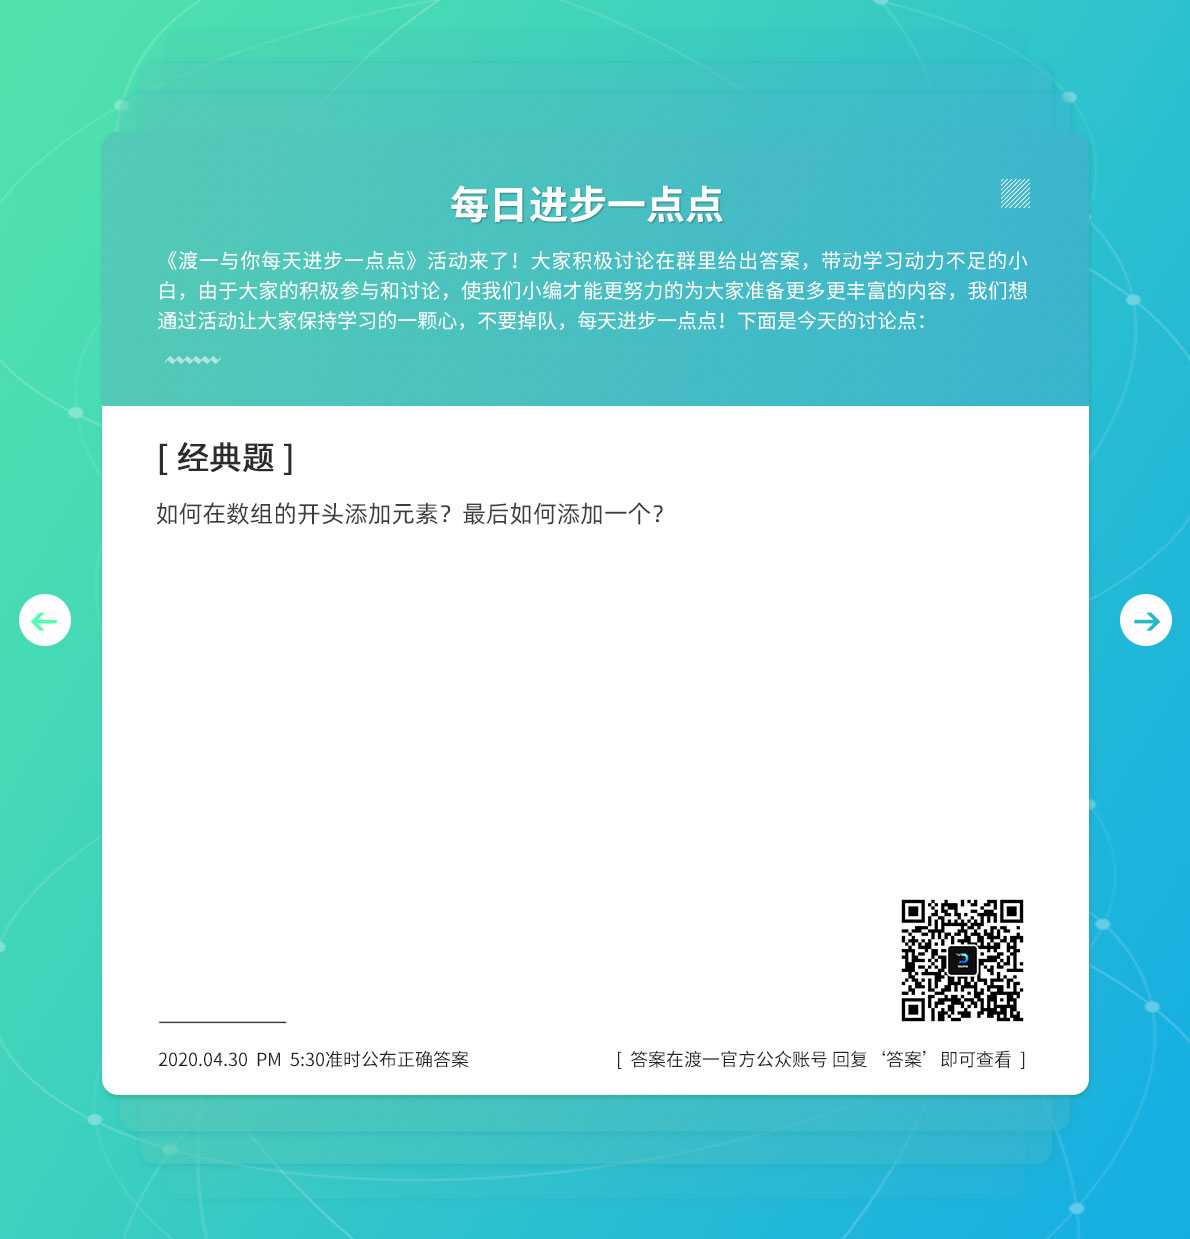 每日进步一点点
《渡一与你每天进步一点点》活动来了！大家积极讨论在群里给出答案，带动学习动力不足的小
白，由于大家的积极参与和讨论，使我们小编才能更努力的为大家准备更多更丰富的内容，我们想
通过活动让大家保持学习的一颗心，不要掉队，每天进步一点点！下面是今天的讨论点：
[ 经典题 ]
如何在数组的开头添加元素？最后如何添加一个？
2020.04.30 PM 5:30准时公布正确答案
[ 答案在渡一官方公众账号 回复 ‘答案’ 即可查看 ]